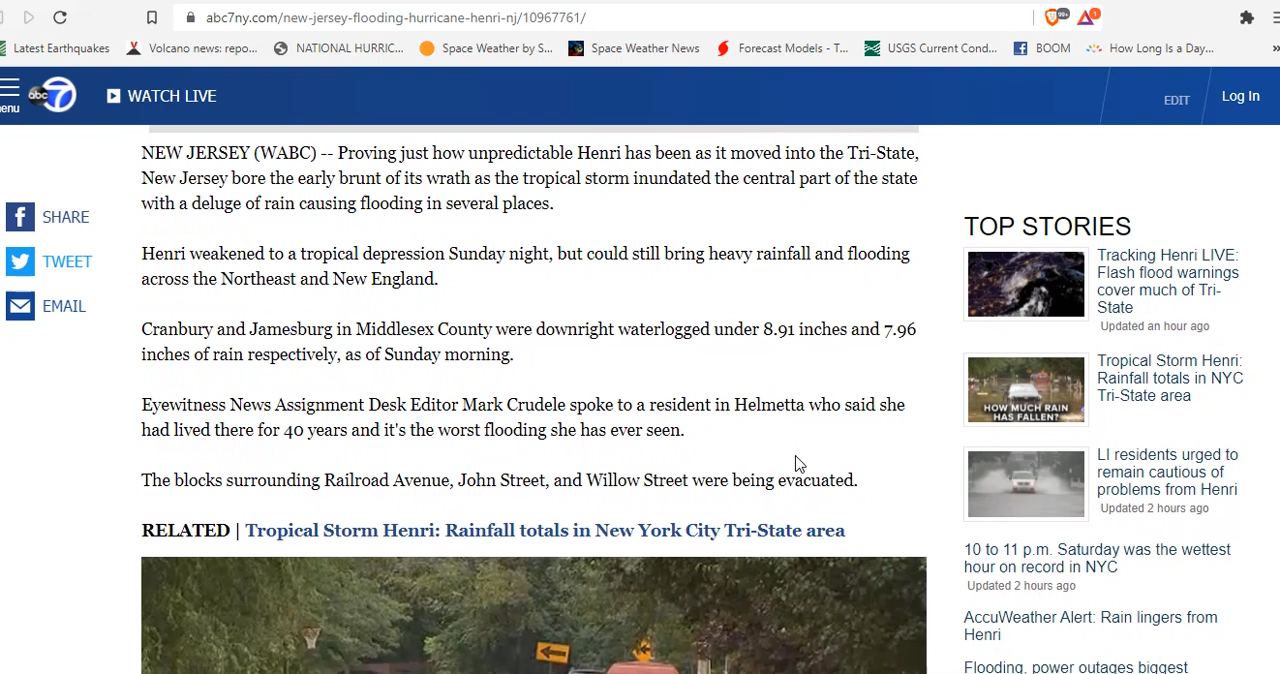 abc7ny.com/new-jersey-flooding-hurricane-henri-nj/10967761/
99+
1
Latest Earthquakes
Volcano news: repo...
NATIONAL HURRIC...
Space Weather by S...
Space Weather News
Forecast Models - T...
USGS Current Cond...
BOOM
How Long Is a Day...
»
enu
abc 7
WATCH LIVE
EDIT
Log In
SHARE
TWEET
EMAIL
NEW JERSEY (WABC) -- Proving just how unpredictable Henri has been as it moved into the Tri-State,
New Jersey bore the early brunt of its wrath as the tropical storm inundated the central part of the state
with a deluge of rain causing flooding in several places.
Henri weakened to a tropical depression Sunday night, but could still bring heavy rainfall and flooding
across the Northeast and New England.
Cranbury and Jamesburg in Middlesex County were downright waterlogged under 8.91 inches and 7.96
inches of rain respectively, as of Sunday morning.
Eyewitness News Assignment Desk Editor Mark Crudele spoke to a resident in Helmetta who said she
had lived there for 40 years and it's the worst flooding she has ever seen.
The blocks surrounding Railroad Avenue, John Street, and Willow Street were being evacuated.
RELATED | Tropical Storm Henri: Rainfall totals in New York City Tri-State area
TOP STORIES
Tracking Henri LIVE:
Flash flood warnings
cover much of Tri-
State
Updated an hour ago
HOW MUCH RAIN
HAS FALLEN?
Tropical Storm Henri:
Rainfall totals in NYC
Tri-State area
LI residents urged to
remain cautious of
problems from Henri
Updated 2 hours ago
10 to 11 p.m. Saturday was the wettest
hour on record in NYC
Updated 2 hours ago
AccuWeather Alert: Rain lingers from
Henri
Flooding, power outages biggest